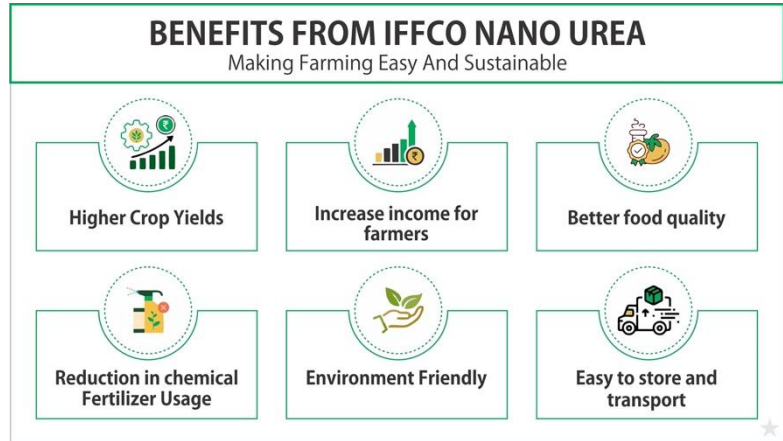 BENEFITS FROM IFFCO NANO UREA
Making Farming Easy And Sustainable
Higher Crop Yields
Increase income for
farmers
Better food quality
Reduction in chemical
Fertilizer Usage
Environment Friendly
Easy to store and
transport